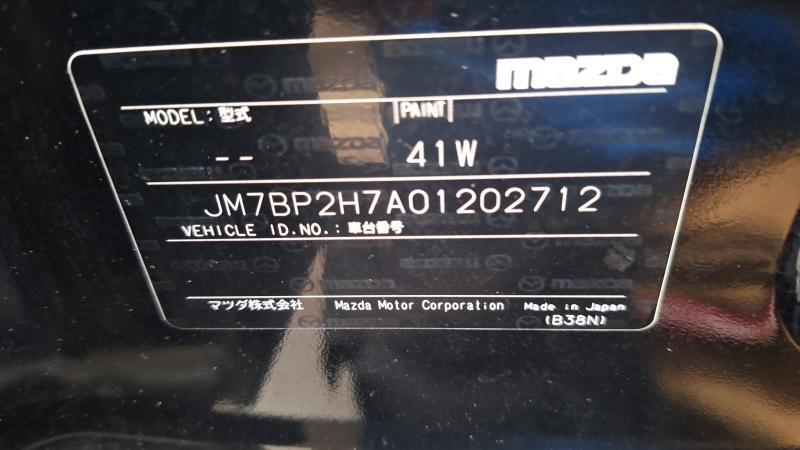 mazda
MODEL:型式 PAINT
-- 41W
JM7BP2H7A01202712
VEHICLE ID.NO.:車台番号
マツダ株式会社 Mazda Motor Corporation Made in Japan
(B38N)